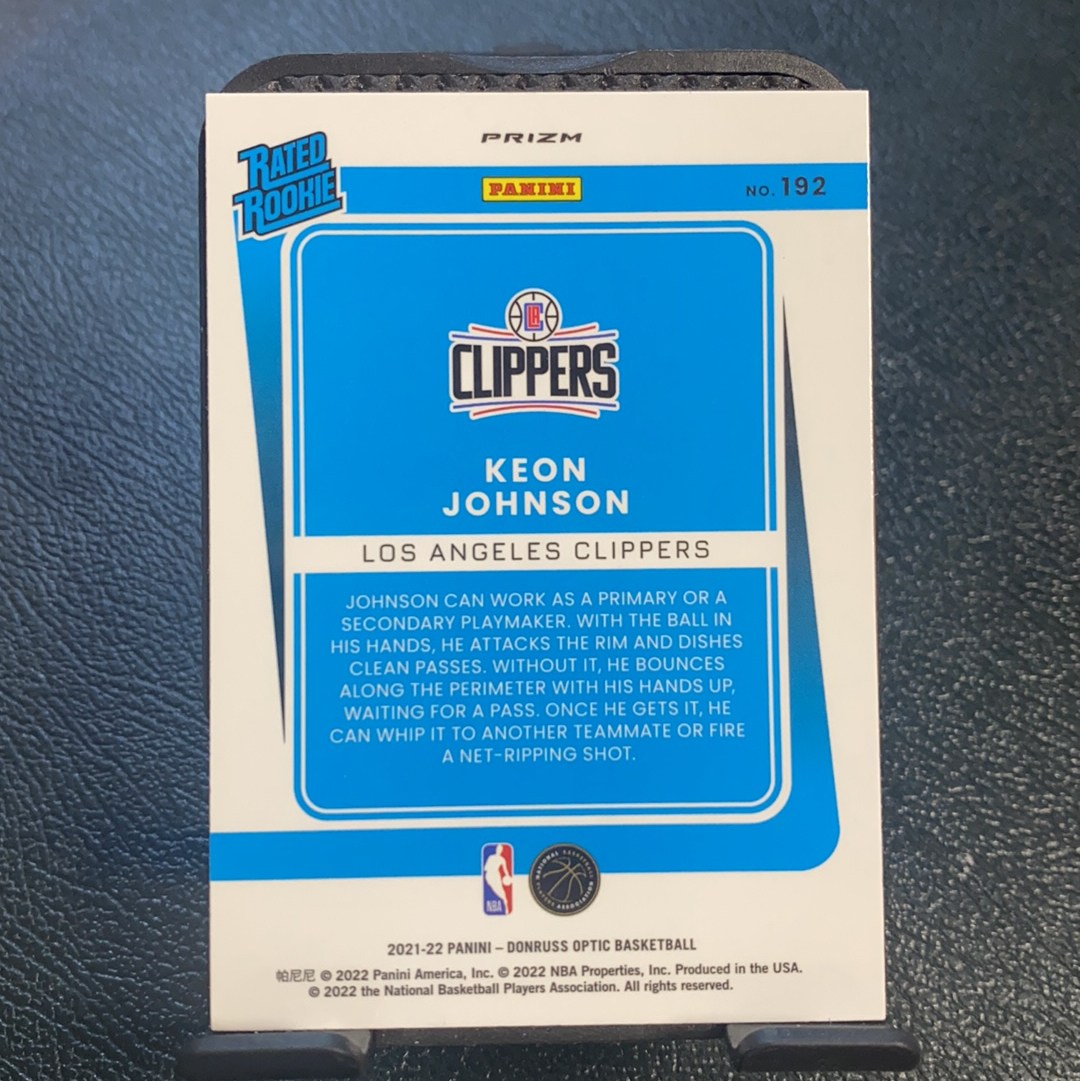 PRIZM
RATED
ROOKIE
PANINI
NO. 192
LA
CLIPPERS
KEON
JOHNSON
LOS ANGELES CLIPPERS
JOHNSON CAN WORK AS A PRIMARY OR A
SECONDARY PLAYMAKER. WITH THE BALL IN
HIS HANDS, HE ATTACKS THE RIM AND DISHES
CLEAN PASSES. WITHOUT IT, HE BOUNCES
ALONG THE PERIMETER WITH HIS HANDS UP,
WAITING FOR A PASS. ONCE HE GETS IT, HE
CAN WHIP IT TO ANOTHER TEAMMATE OR FIRE
A NET-RIPPING SHOT.
NBA
NATIONAL BASKETBALL
PLAYERS ASSOCIATION
2021-22 PANINI – DONRUSS OPTIC BASKETBALL
帕尼尼 © 2022 Panini America, Inc. © 2022 NBA Properties, Inc. Produced in the USA.
© 2022 the National Basketball Players Association. All rights reserved.